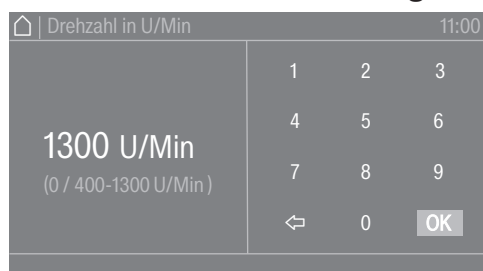 | Drehzahl in U/Min 11:00
1300 U/Min
(0 / 400-1300 U/Min )
1 2 3
4 5 6
7 8 9
0 OK